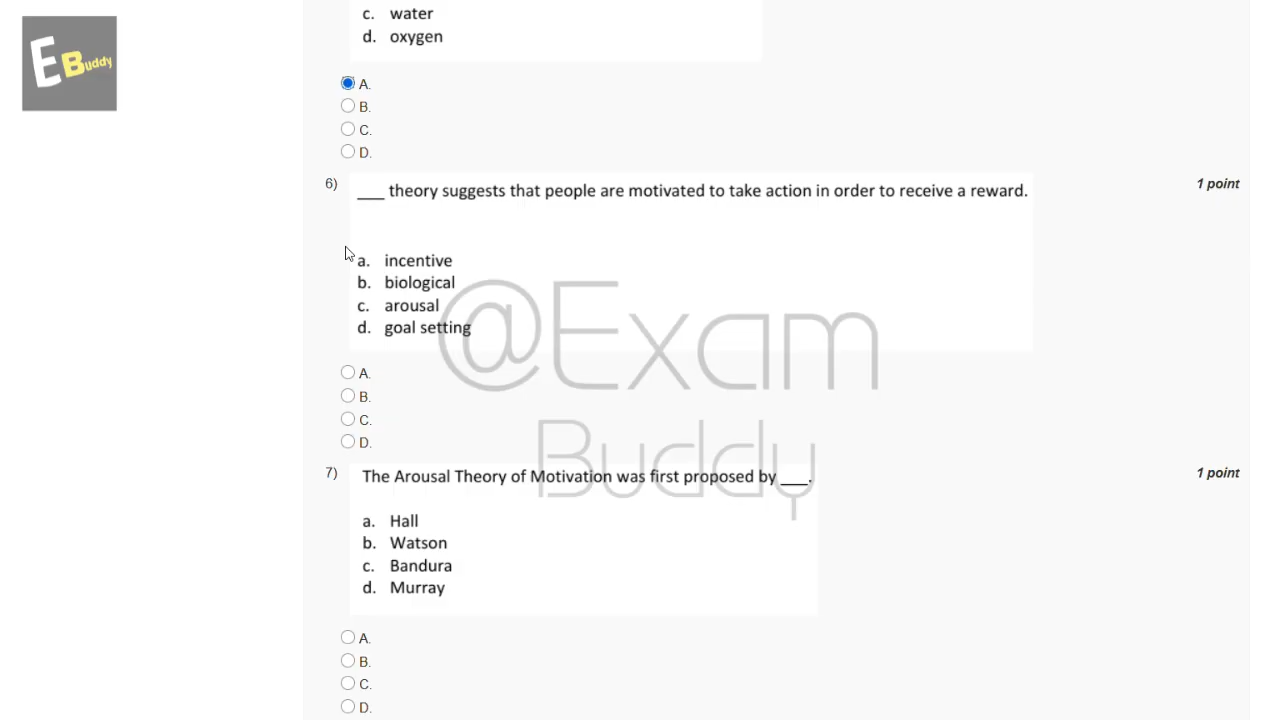 E Buddy
c. water
d. oxygen
A.
B.
C.
D.
6) ___ theory suggests that people are motivated to take action in order to receive a reward. 1 point
a. incentive
b. biological
c. arousal
d. goal setting
@Exam
Buddy
A.
B.
C.
D.
7) The Arousal Theory of Motivation was first proposed by ___. 1 point
a. Hall
b. Watson
c. Bandura
d. Murray
A.
B.
C.
D.